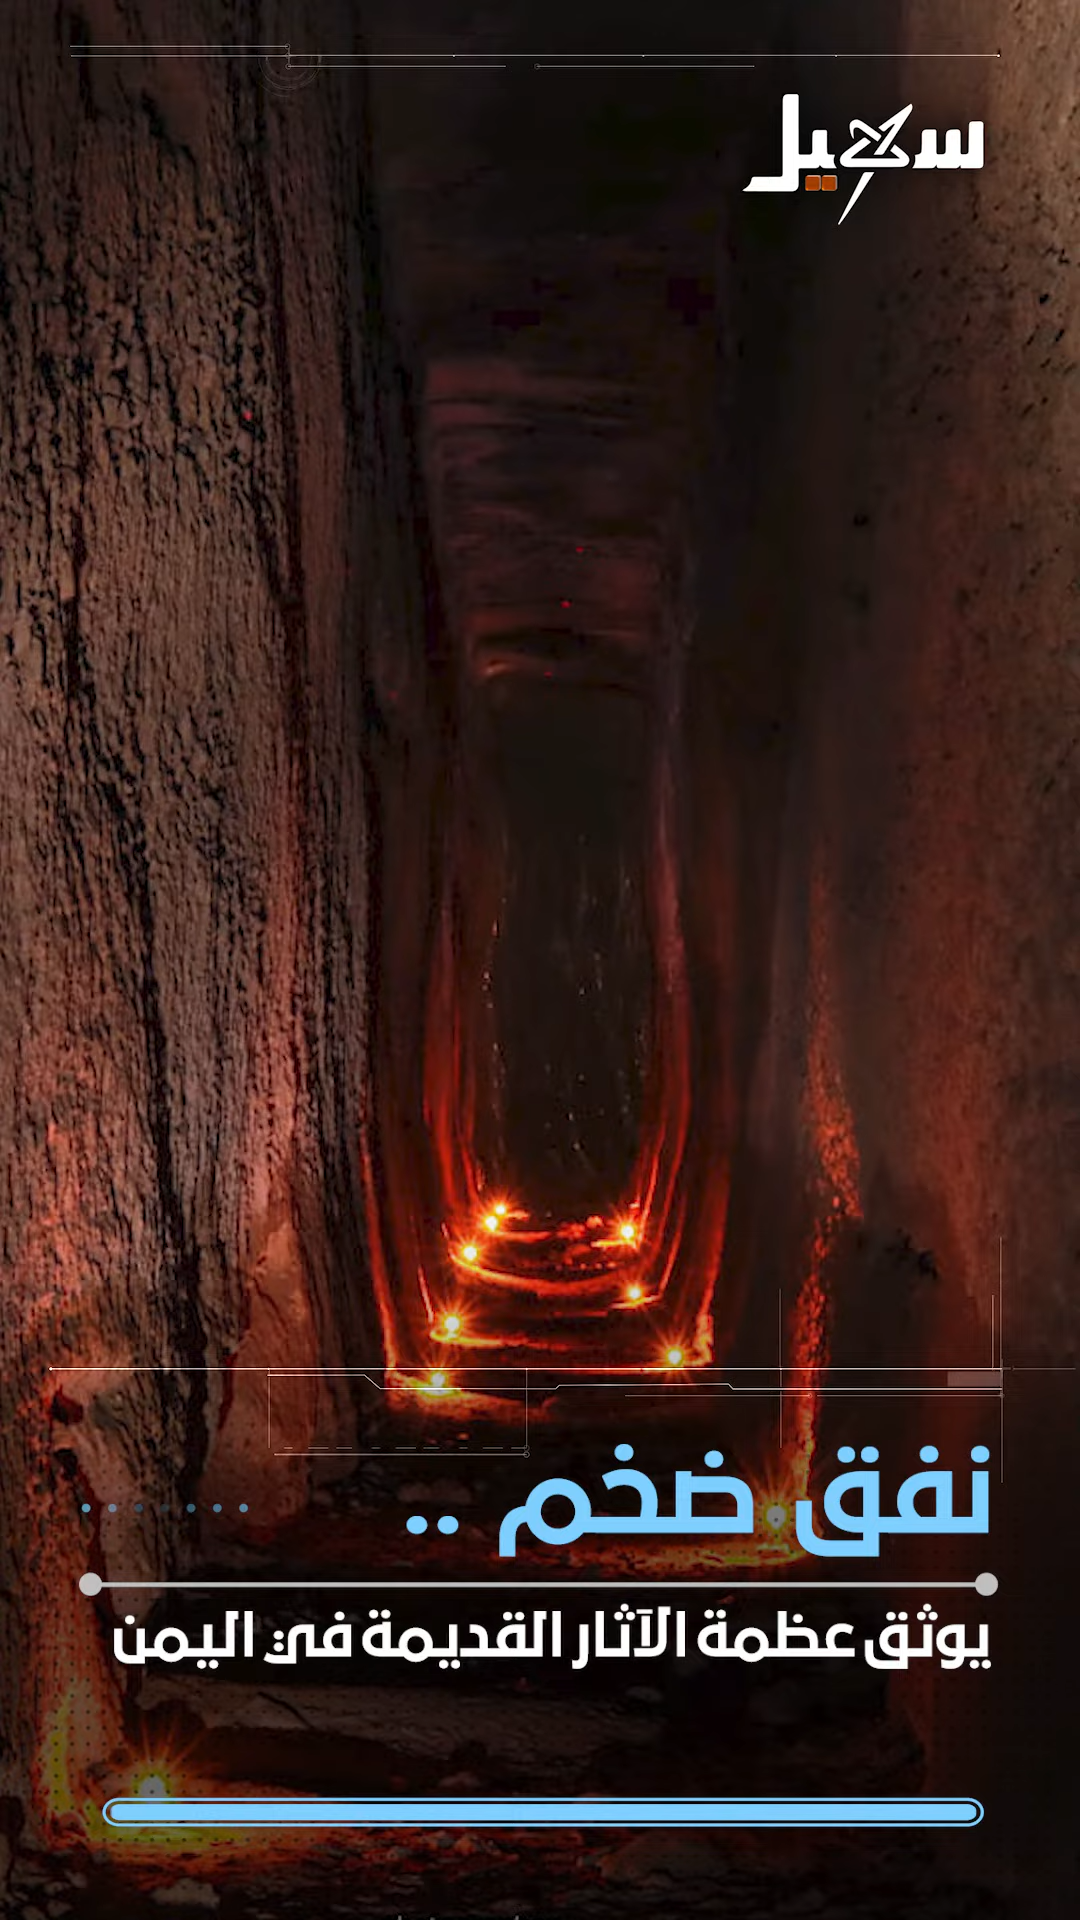 سهيل
نفق ضخم ..
يوثق عظمة الآثار القديمة في اليمن